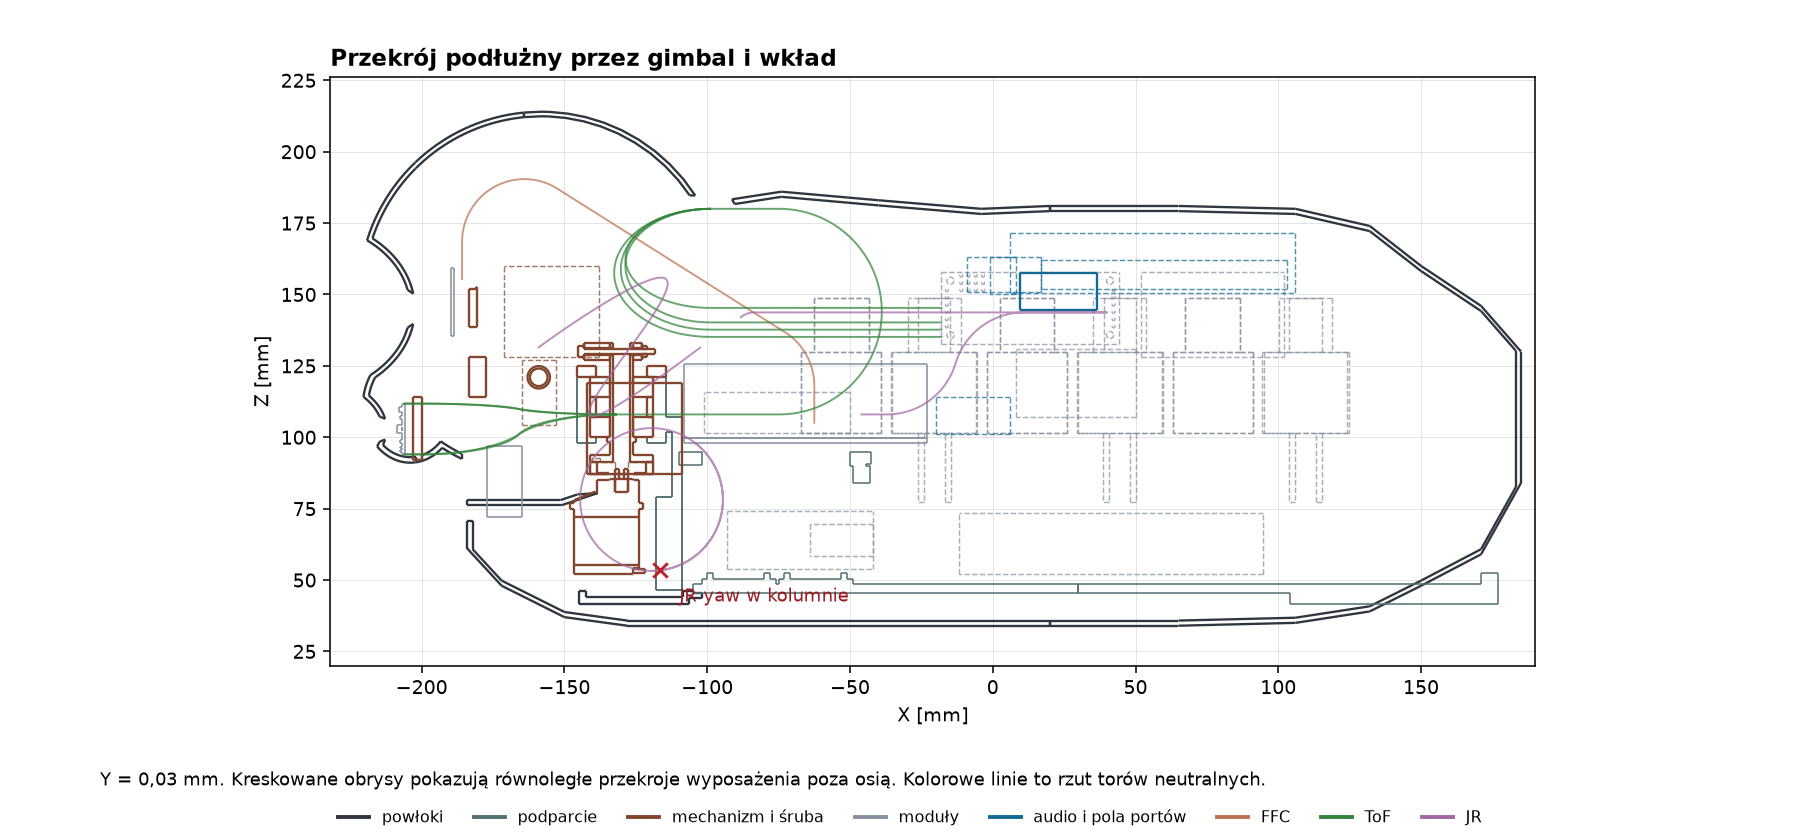 Przekrój podłużny przez gimbal i wkład
225
200
175
150
125
100
75
50
25
Z [mm]
JR-yaw w kolumnie
−200
−150
−100
−50
0
50
100
150
X [mm]
Y = 0,03 mm. Kreskowane obrysy pokazują równoległe przekroje wyposażenia poza osią. Kolorowe linie to rzut torów neutralnych.
powłoki podparcie mechanizm i śruba moduły audio i pola portów FFC ToF JR